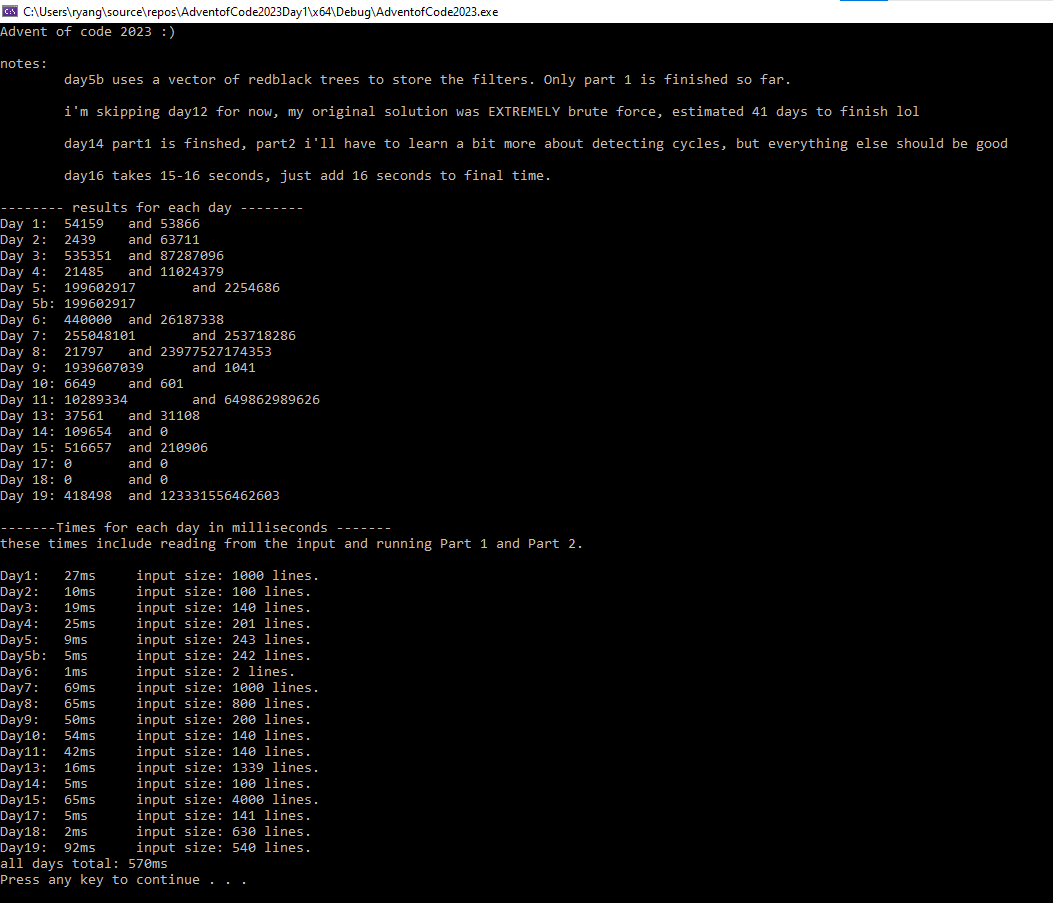 C:\Users\ryang\source\repos\AdventofCode2023Day1\x64\Debug\AdventofCode2023.exe
Advent of code 2023 :)
notes:
day5b uses a vector of redblack trees to store the filters. Only part 1 is finished so far.
i'm skipping day12 for now, my original solution was EXTREMELY brute force, estimated 41 days to finish lol
day14 part1 is finshed, part2 i'll have to learn a bit more about detecting cycles, but everything else should be good
day16 takes 15-16 seconds, just add 16 seconds to final time.
-------- results for each day --------
Day 1:  54159   and 53866
Day 2:  2439    and 63711
Day 3:  535351  and 87287096
Day 4:  21485   and 11024379
Day 5:  199602917       and 2254686
Day 5b: 199602917
Day 6:  440000  and 26187338
Day 7:  255048101       and 253718286
Day 8:  21797   and 23977527174353
Day 9:  1939607039      and 1041
Day 10: 6649    and 601
Day 11: 10289334        and 649862989626
Day 13: 37561   and 31108
Day 14: 109654  and 0
Day 15: 516657  and 210906
Day 17: 0       and 0
Day 18: 0       and 0
Day 19: 418498  and 123331556462603
-------Times for each day in milliseconds -------
these times include reading from the input and running Part 1 and Part 2.
Day1:   27ms     input size: 1000 lines.
Day2:   10ms     input size: 100 lines.
Day3:   19ms     input size: 140 lines.
Day4:   25ms     input size: 201 lines.
Day5:   9ms      input size: 243 lines.
Day5b:  5ms      input size: 242 lines.
Day6:   1ms      input size: 2 lines.
Day7:   69ms     input size: 1000 lines.
Day8:   65ms     input size: 800 lines.
Day9:   50ms     input size: 200 lines.
Day10:  54ms     input size: 140 lines.
Day11:  42ms     input size: 140 lines.
Day13:  16ms     input size: 1339 lines.
Day14:  5ms      input size: 100 lines.
Day15:  65ms     input size: 4000 lines.
Day17:  5ms      input size: 141 lines.
Day18:  2ms      input size: 630 lines.
Day19:  92ms     input size: 540 lines.
all days total: 570ms
Press any key to continue . . .